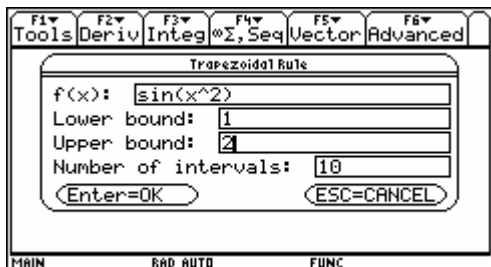 F1▾ F2▾ F3▾ F4▾ F5▾ F6▾
Tools Deriv Integ ∞Σ,Seq Vector Advanced
Trapezoidal Rule
f(x): sin(x^2)
Lower bound: 1
Upper bound: 2
Number of intervals: 10
Enter=OK ESC=CANCEL
MAIN RAD AUTO FUNC